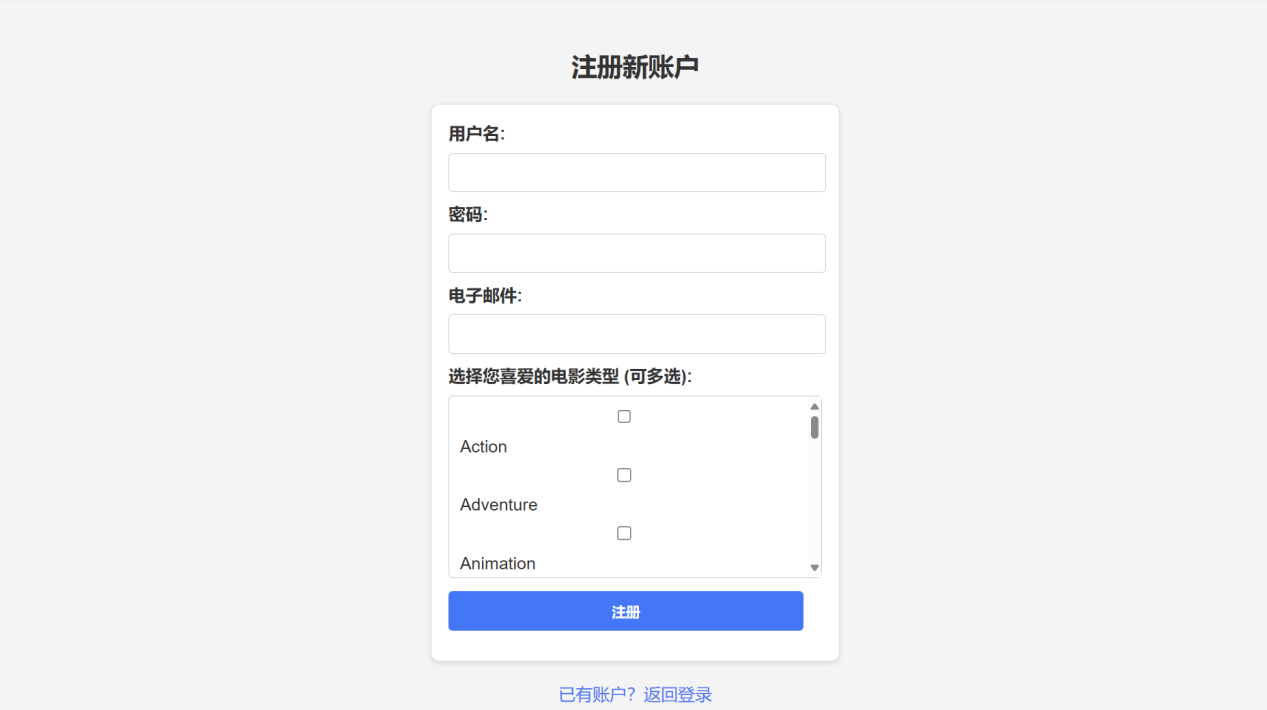 注册新账户
用户名:
密码:
电子邮件:
选择您喜爱的电影类型 (可多选):
Action
Adventure
Animation
注册
已有账户？返回登录